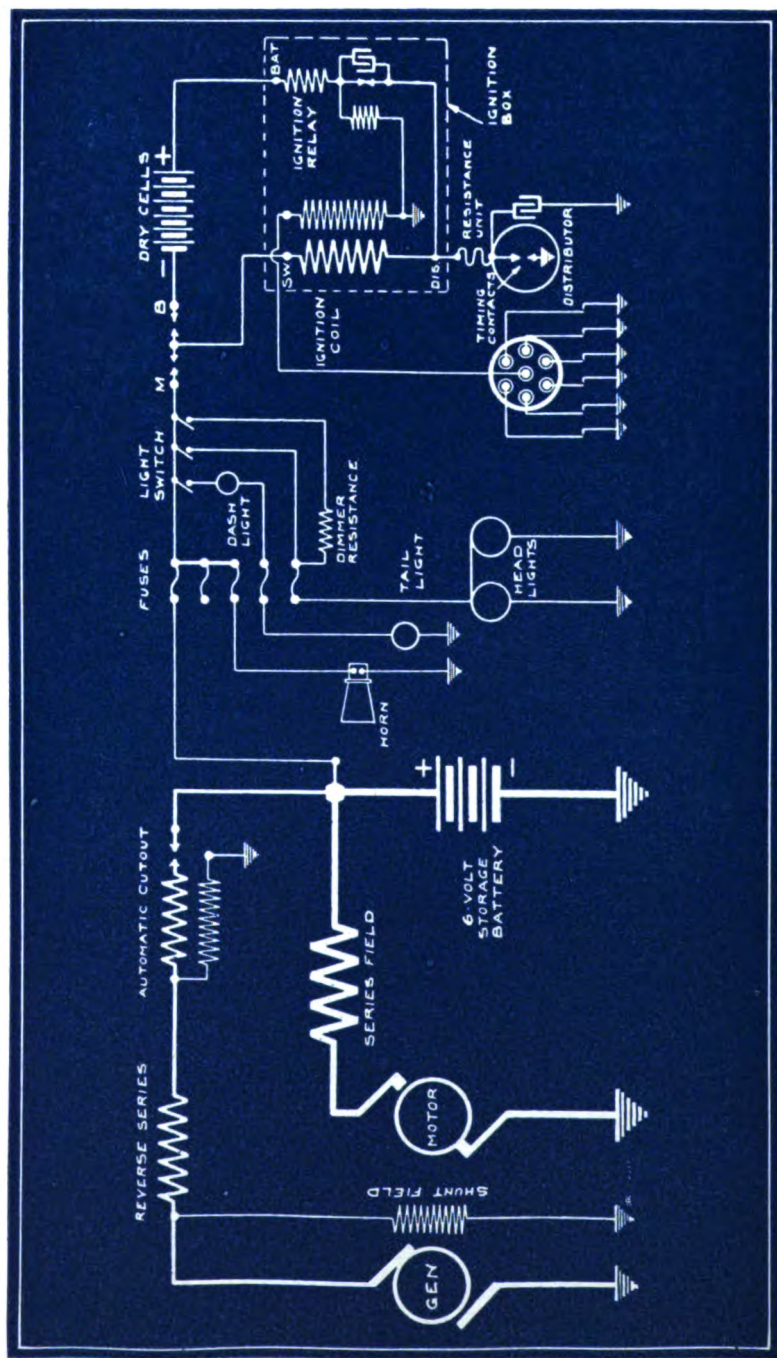 REVERSE SERIES
AUTOMATIC CUTOUT
FUSES
LIGHT
SWITCH
M
B
DRY CELLS
-
+
BAT
IGNITION
RELAY
IGNITION
BOX
SW
IGNITION
COIL
DIS
RESISTANCE
UNIT
TIMING
CONTACTS
DISTRIBUTOR
DASH
LIGHT
DIMMER
RESISTANCE
TAIL
LIGHT
HEAD
LIGHTS
HORN
+
-
6-VOLT
STORAGE
BATTERY
SERIES FIELD
MOTOR
SHUNT FIELD
GEN